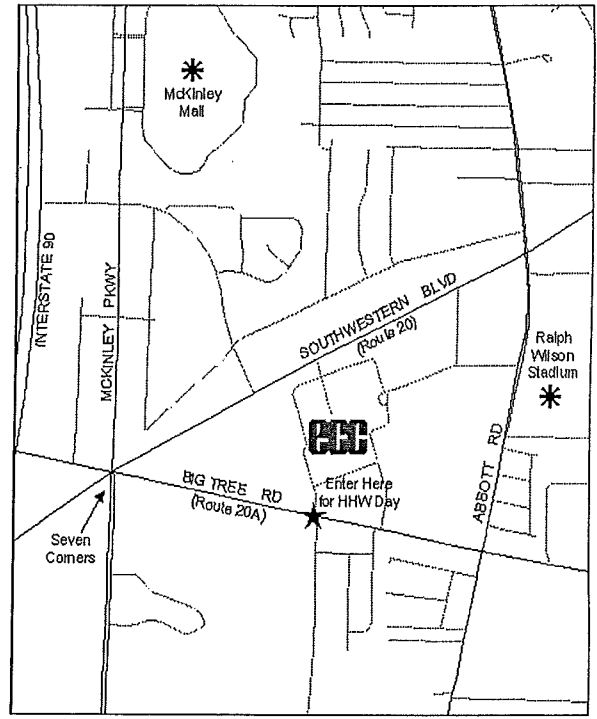 McKinley
Mall
INTERSTATE 90
MCKINLEY PKWY
SOUTHWESTERN BLVD
(Route 20)
Ralph
Wilson
Stadium
ecc
BIG TREE RD
(Route 20A)
Enter Here
for HHW Day
ABBOTT RD
Seven
Corners